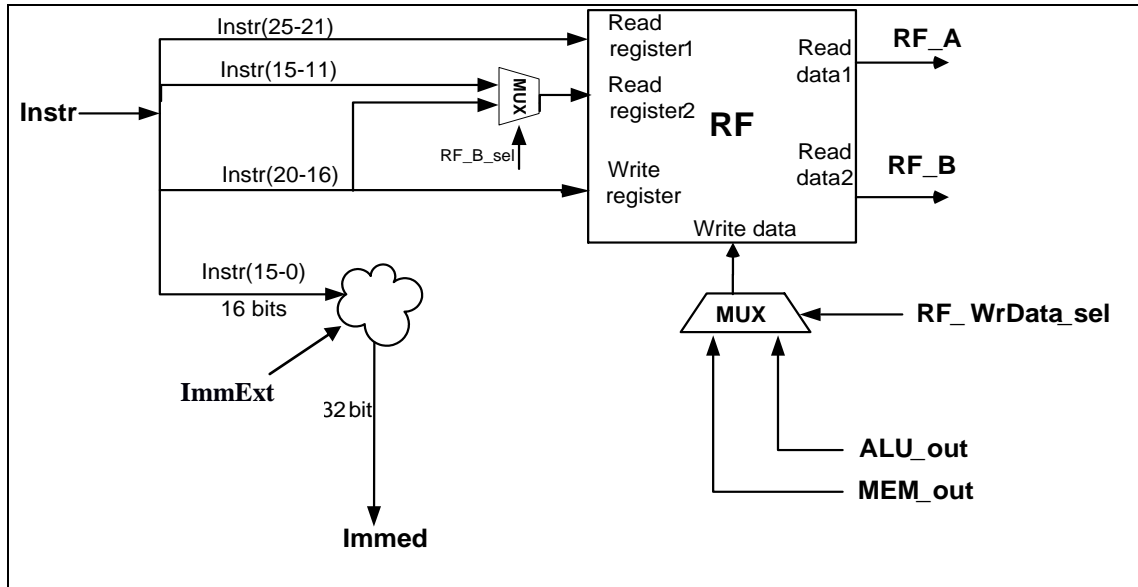 Instr(25-21)
Read
register1
Read
data1
RF_A
Instr(15-11)
MUX
Read
register2
RF
Instr
RF_B_sel
Instr(20-16)
Write
register
Read
data2
RF_B
Write data
Instr(15-0)
16 bits
MUX
RF_ WrData_sel
ImmExt
32 bit
ALU_out
MEM_out
Immed